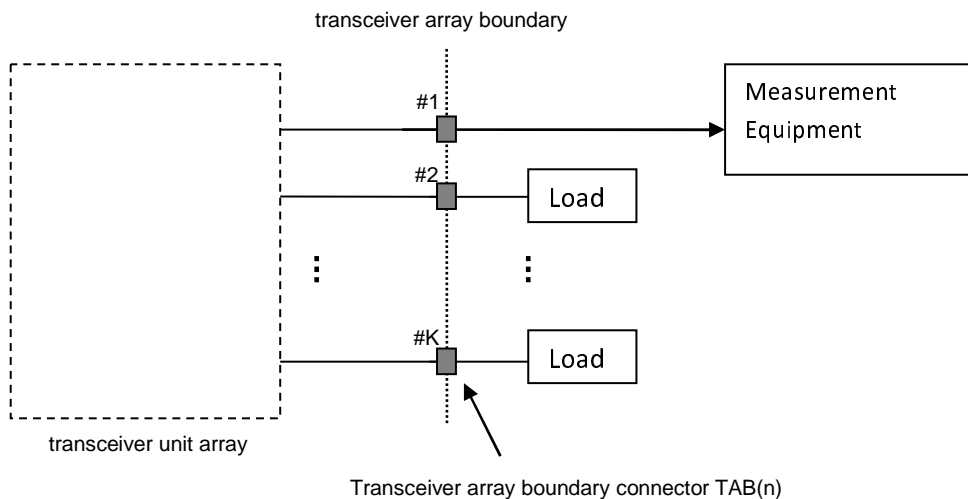 transceiver array boundary
#1
Measurement
Equipment
#2
Load
#K
Load
transceiver unit array
Transceiver array boundary connector TAB(n)